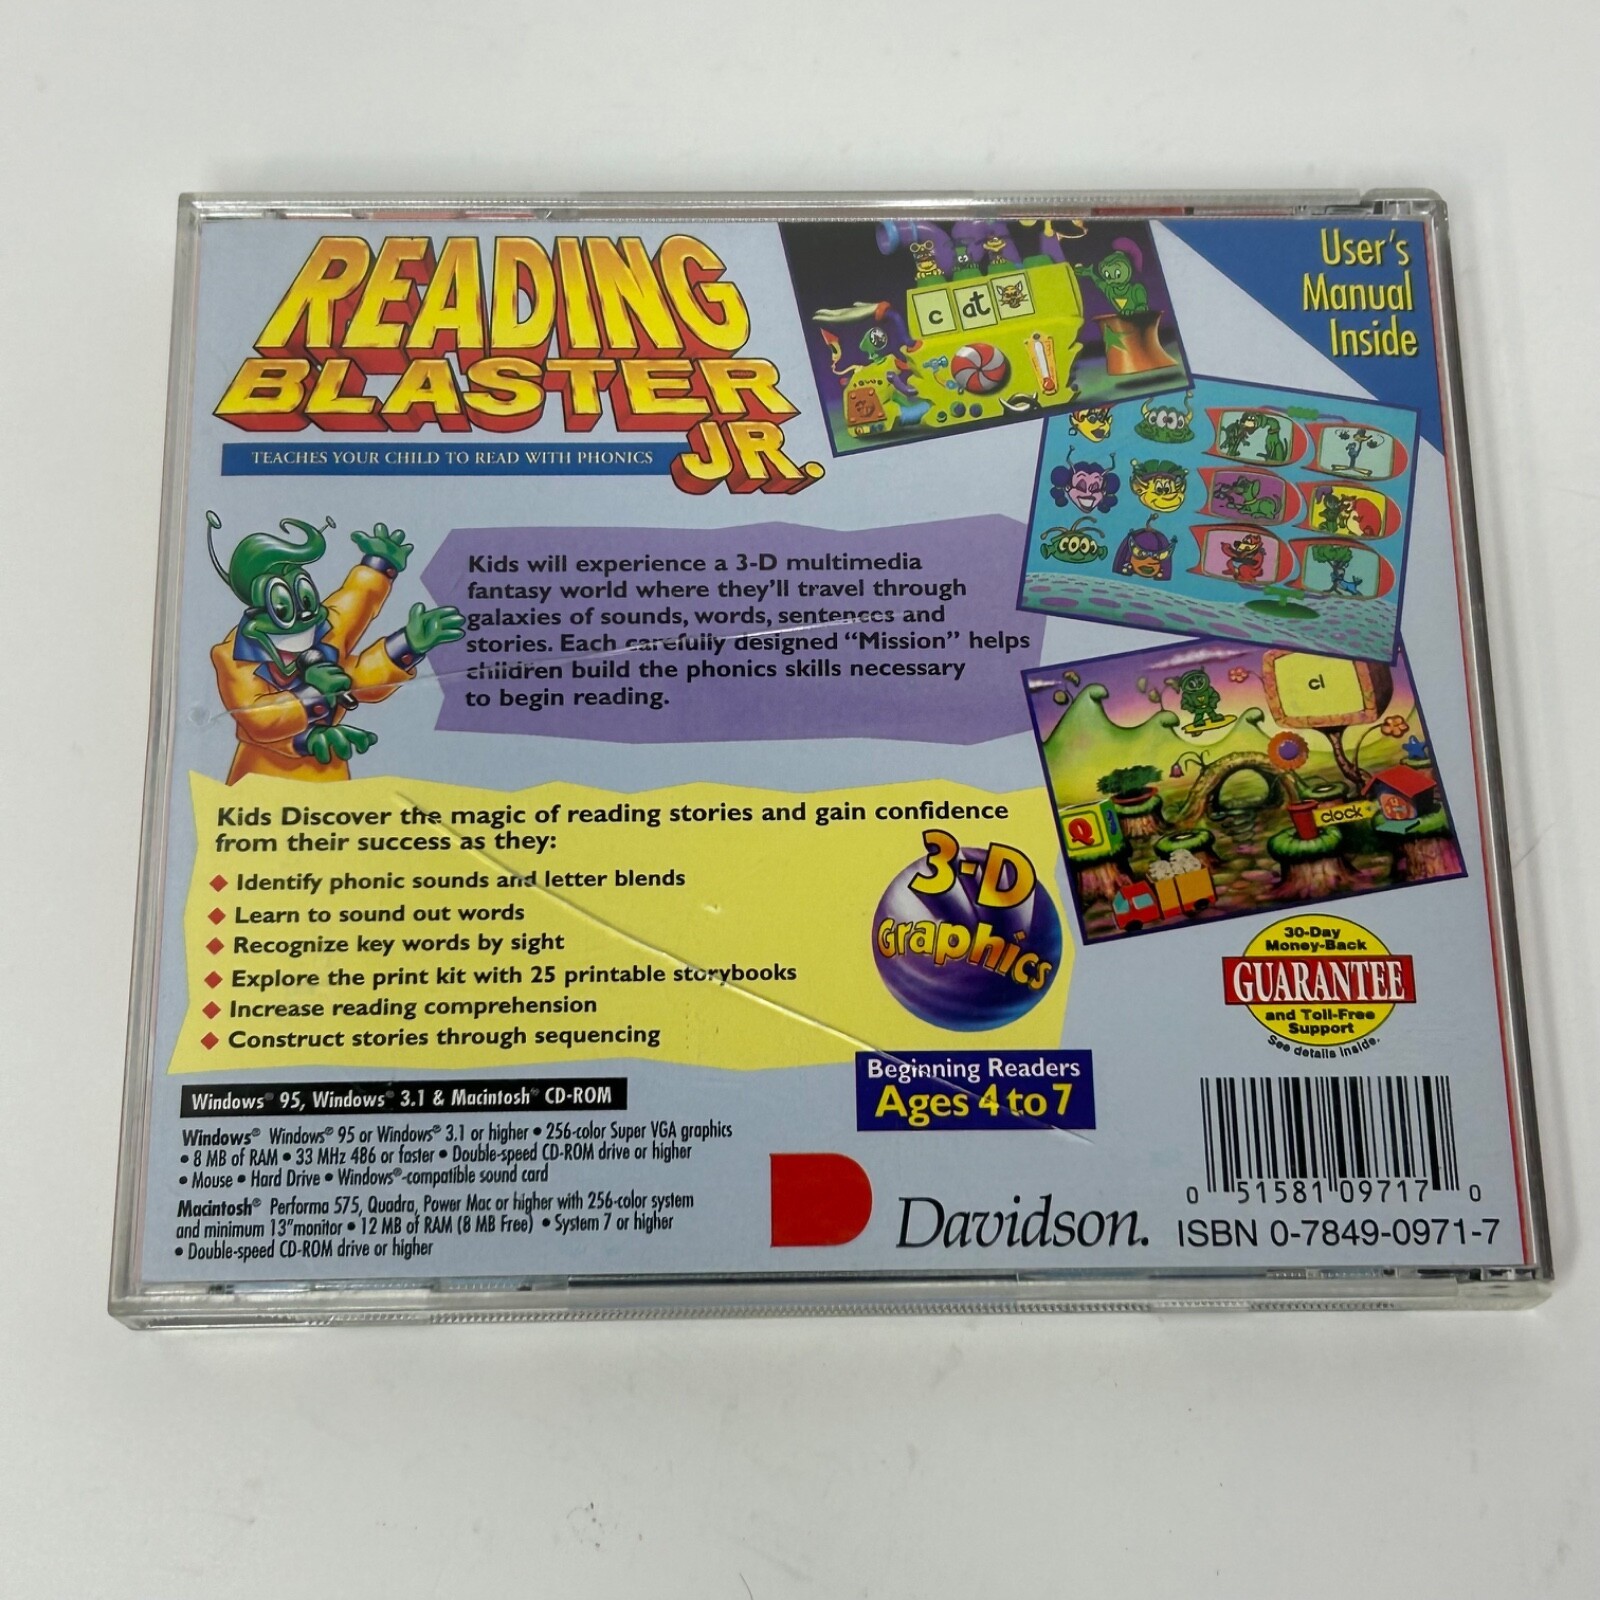 READING
BLASTER
JR.
TEACHES YOUR CHILD TO READ WITH PHONICS
User's
Manual
Inside
c at
Kids will experience a 3-D multimedia
fantasy world where they'll travel through
galaxies of sounds, words, sentences and
stories. Each carefully designed "Mission" helps
children build the phonics skills necessary
to begin reading.
cl
clock
Q
Kids Discover the magic of reading stories and gain confidence
from their success as they:
◆ Identify phonic sounds and letter blends
◆ Learn to sound out words
◆ Recognize key words by sight
◆ Explore the print kit with 25 printable storybooks
◆ Increase reading comprehension
◆ Construct stories through sequencing
3-D
Graphics
30-Day
Money-Back
GUARANTEE
and Toll-Free
Support
See details inside.
Beginning Readers
Ages 4 to 7
Windows® 95, Windows® 3.1 & Macintosh® CD-ROM
Windows® Windows® 95 or Windows® 3.1 or higher • 256-color Super VGA graphics
• 8 MB of RAM • 33 MHz 486 or faster • Double-speed CD-ROM drive or higher
• Mouse • Hard Drive • Windows®-compatible sound card
Macintosh® Performa 575, Quadra, Power Mac or higher with 256-color system
and minimum 13" monitor • 12 MB of RAM (8 MB Free) • System 7 or higher
• Double-speed CD-ROM drive or higher
Davidson.
0 51581 09717 0
ISBN 0-7849-0971-7